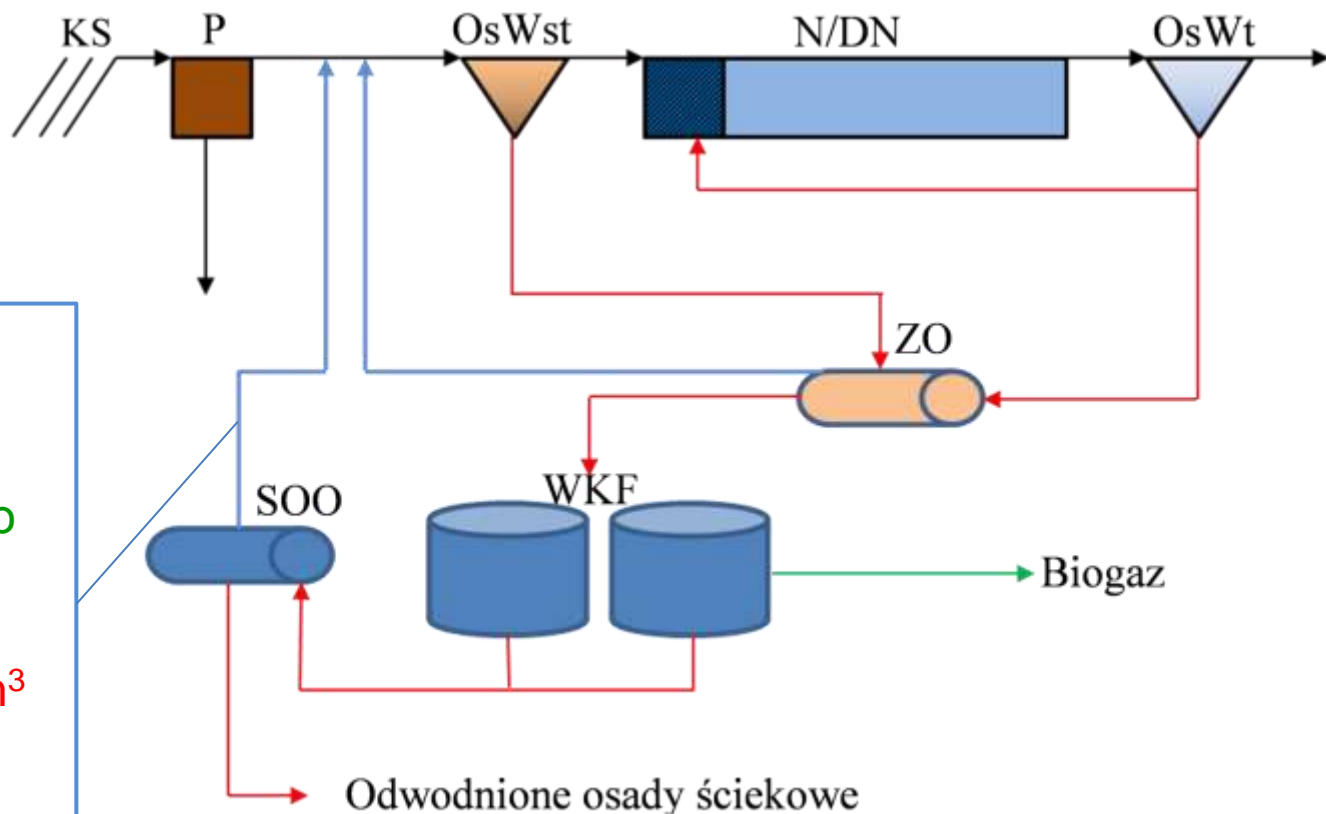 KS
P
OsWst
N/DN
OsWt
ZO
WKF
SOO
Biogaz
Odwodnione osady ściekowe